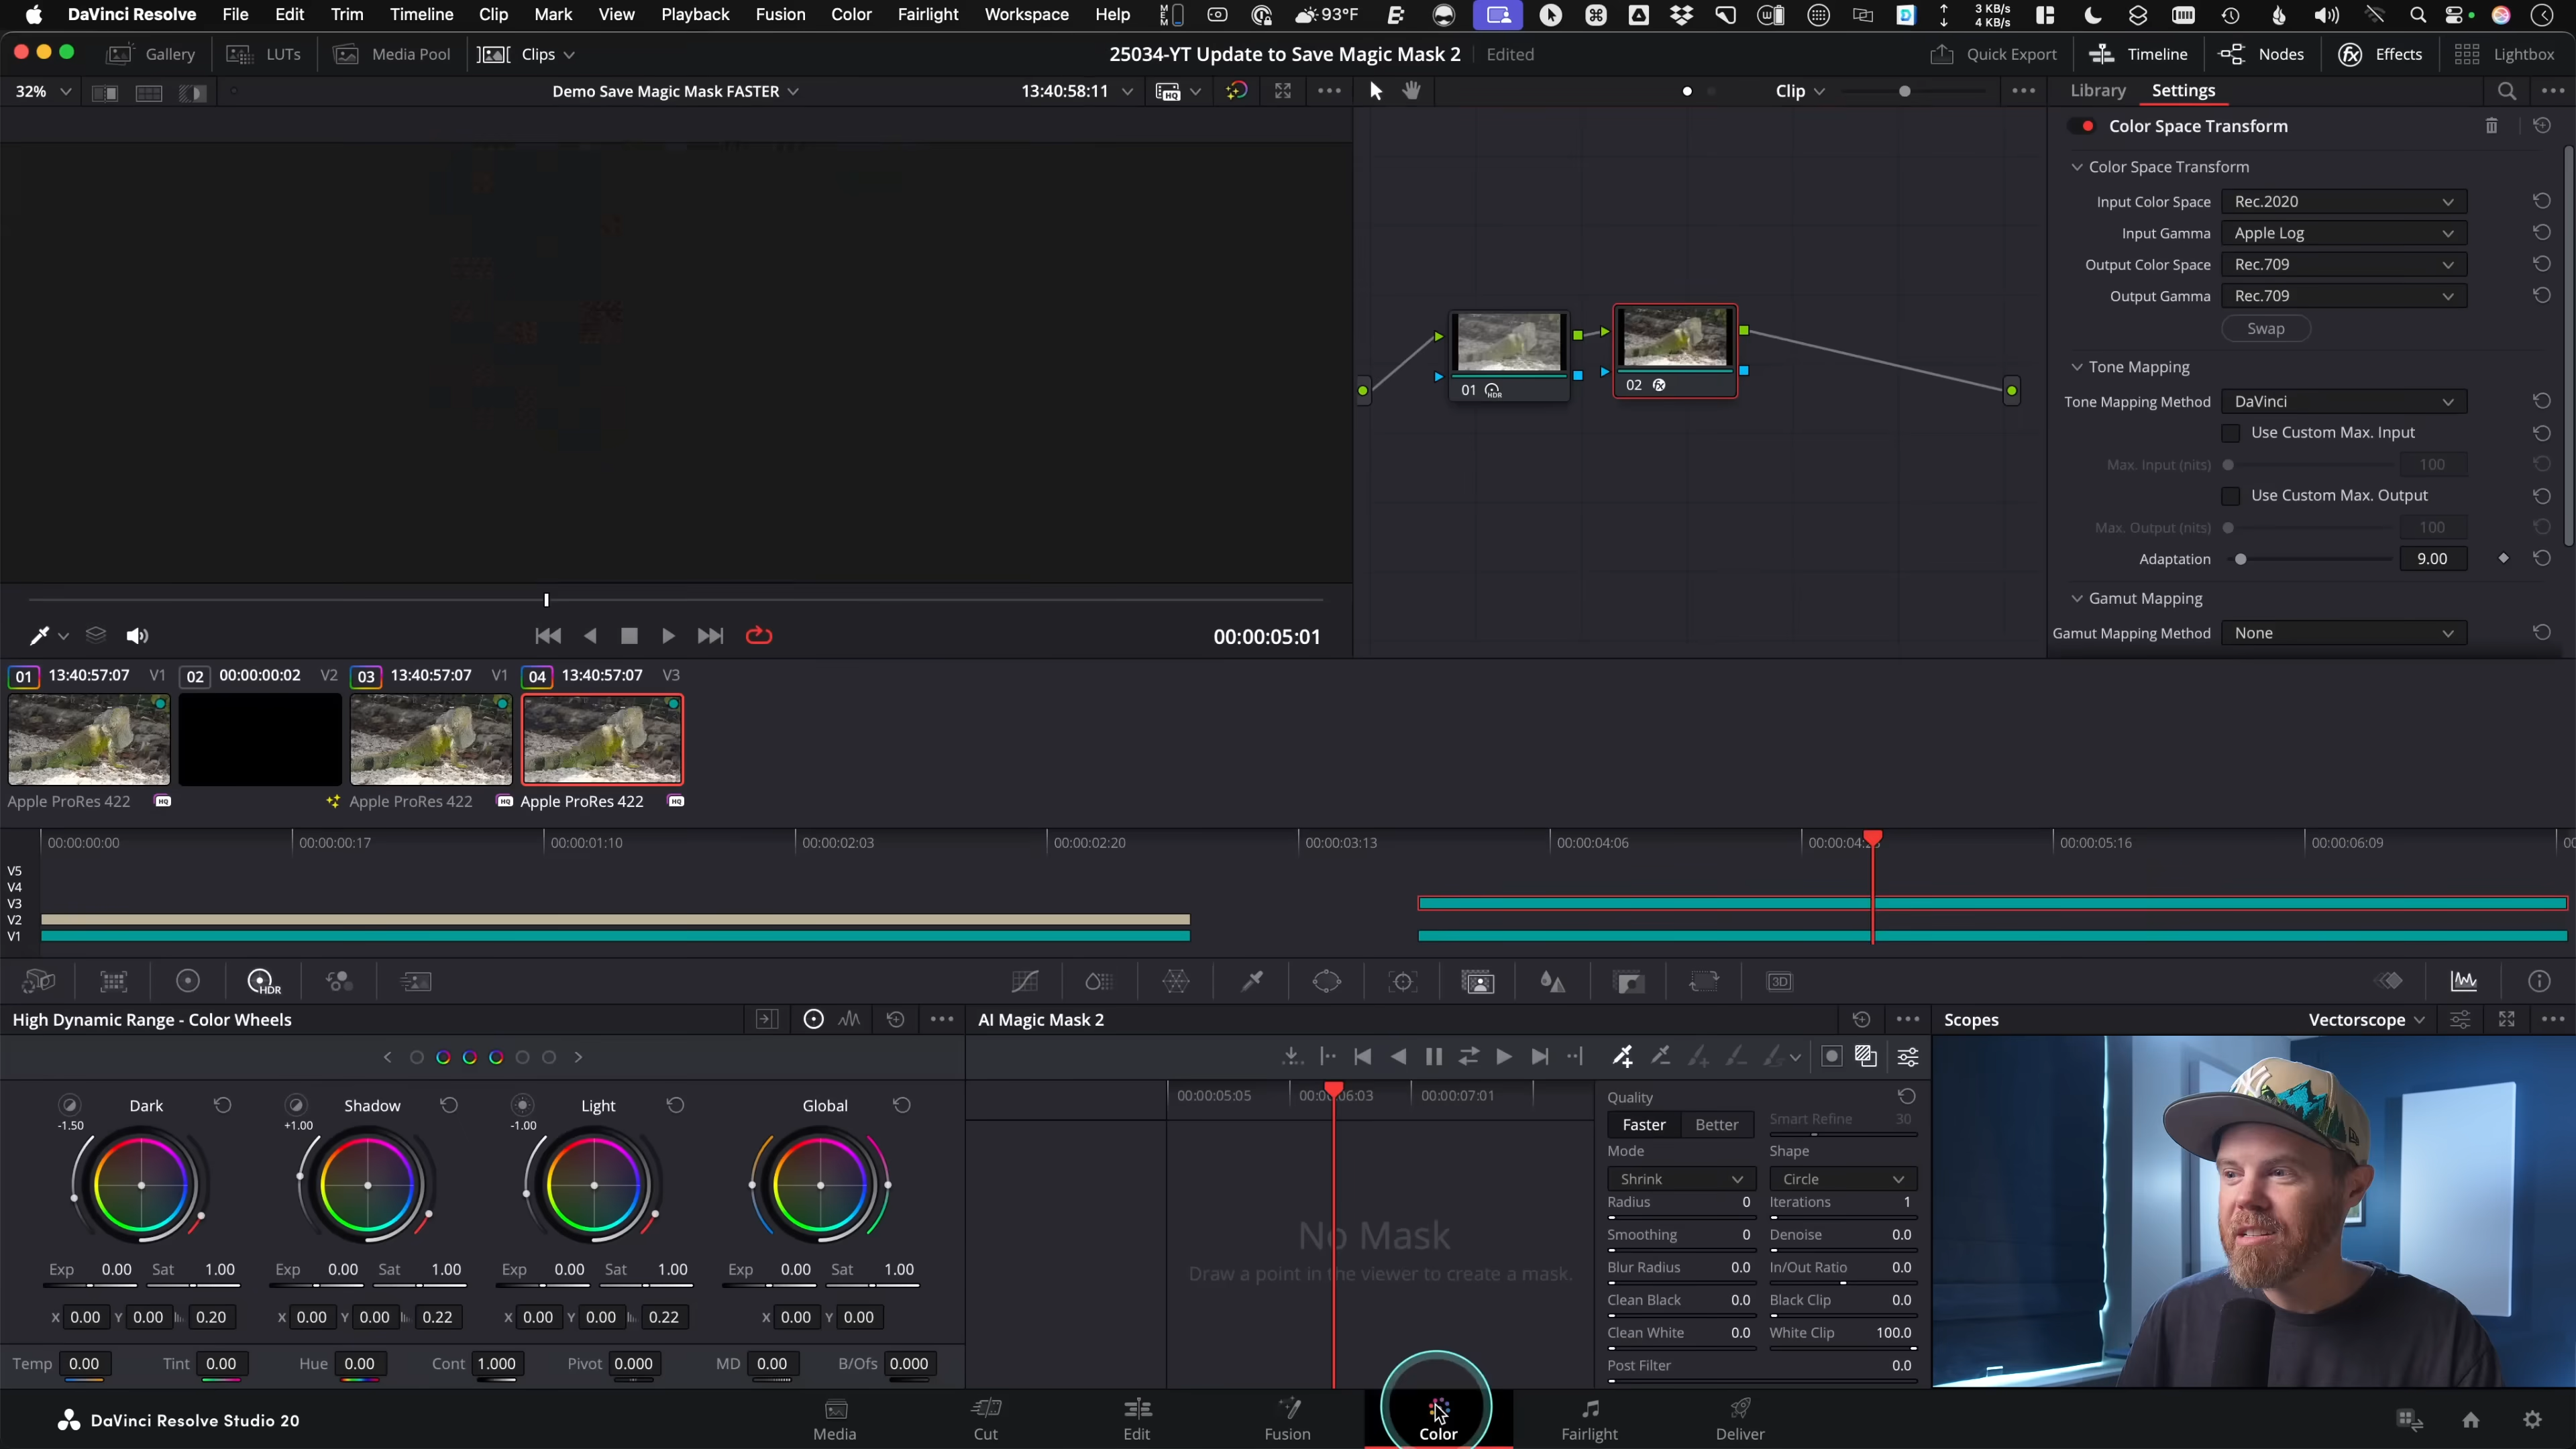 DaVinci Resolve File Edit Trim Timeline Clip Mark View Playback Fusion Color Fairlight Workspace Help 93°F 3 KB/s 4 KB/s
Gallery LUTs Media Pool Clips 25034-YT Update to Save Magic Mask 2 Edited Quick Export Timeline Nodes Effects Lightbox
32% Demo Save Magic Mask FASTER 13:40:58:11 HQ Clip Library Settings
Color Space Transform
Color Space Transform
Input Color Space Rec.2020
Input Gamma Apple Log
Output Color Space Rec.709
Output Gamma Rec.709
Swap
Tone Mapping
Tone Mapping Method DaVinci
Use Custom Max. Input
Max. Input (nits) 100
Use Custom Max. Output
Max. Output (nits) 100
Adaptation 9.00
Gamut Mapping
Gamut Mapping Method None
01 HDR 02 fx
00:00:05:01
01 13:40:57:07 V1 02 00:00:00:02 V2 03 13:40:57:07 V1 04 13:40:57:07 V3
Apple ProRes 422 HQ Apple ProRes 422 HQ Apple ProRes 422 HQ
00:00:00:00 00:00:00:17 00:00:01:10 00:00:02:03 00:00:02:20 00:00:03:13 00:00:04:06 00:00:04: 00:00:05:16 00:00:06:09
V5
V4
V3
V2
V1
HDR 3D
High Dynamic Range - Color Wheels AI Magic Mask 2 Scopes Vectorscope
00:00:05:05 00:00:06:03 00:00:07:01
Dark Shadow Light Global
-1.50 +1.00 -1.00
Exp 0.00 Sat 1.00 Exp 0.00 Sat 1.00 Exp 0.00 Sat 1.00 Exp 0.00 Sat 1.00
X 0.00 Y 0.00 0.20 X 0.00 Y 0.00 0.22 X 0.00 Y 0.00 0.22 X 0.00 Y 0.00
Temp 0.00 Tint 0.00 Hue 0.00 Cont 1.000 Pivot 0.000 MD 0.00 B/Ofs 0.000
No Mask
Draw a point in the viewer to create a mask.
Quality
Faster Better Smart Refine 30
Mode Shape
Shrink Circle
Radius 0 Iterations 1
Smoothing 0 Denoise 0.0
Blur Radius 0.0 In/Out Ratio 0.0
Clean Black 0.0 Black Clip 0.0
Clean White 0.0 White Clip 100.0
Post Filter 0.0
DaVinci Resolve Studio 20 Media Cut Edit Fusion Color Fairlight Deliver